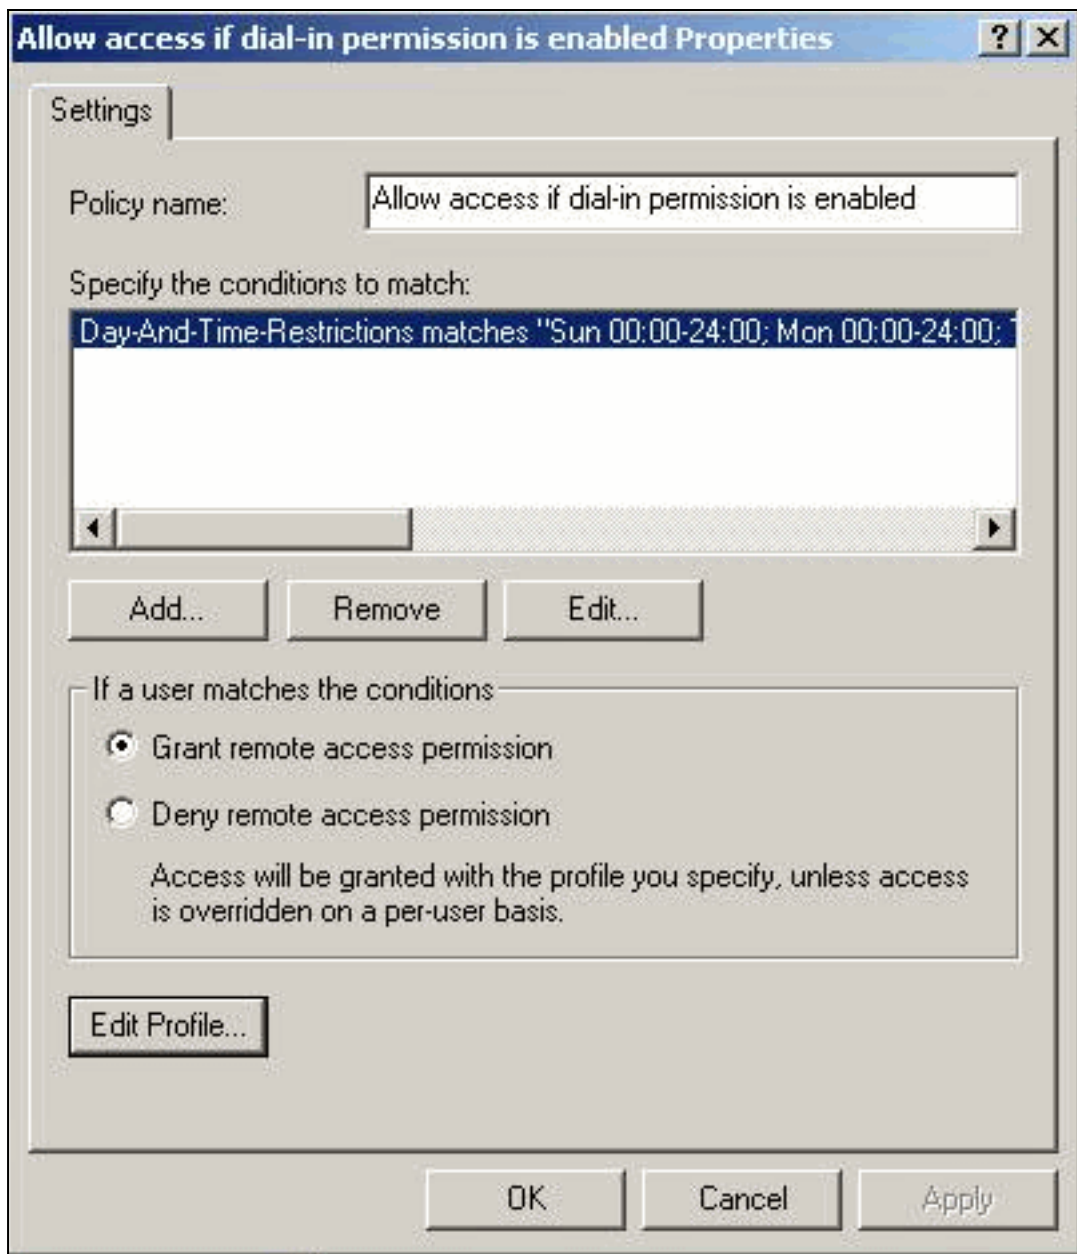 Allow access if dial-in permission is enabled Properties
Settings
Policy name:
Allow access if dial-in permission is enabled
Specify the conditions to match:
Day-And-Time-Restrictions matches "Sun 00:00-24:00; Mon 00:00-24:00;
Add...
Remove
Edit...
If a user matches the conditions
Grant remote access permission
Deny remote access permission
Access will be granted with the profile you specify, unless access
is overridden on a per-user basis.
Edit Profile...
OK
Cancel
Apply